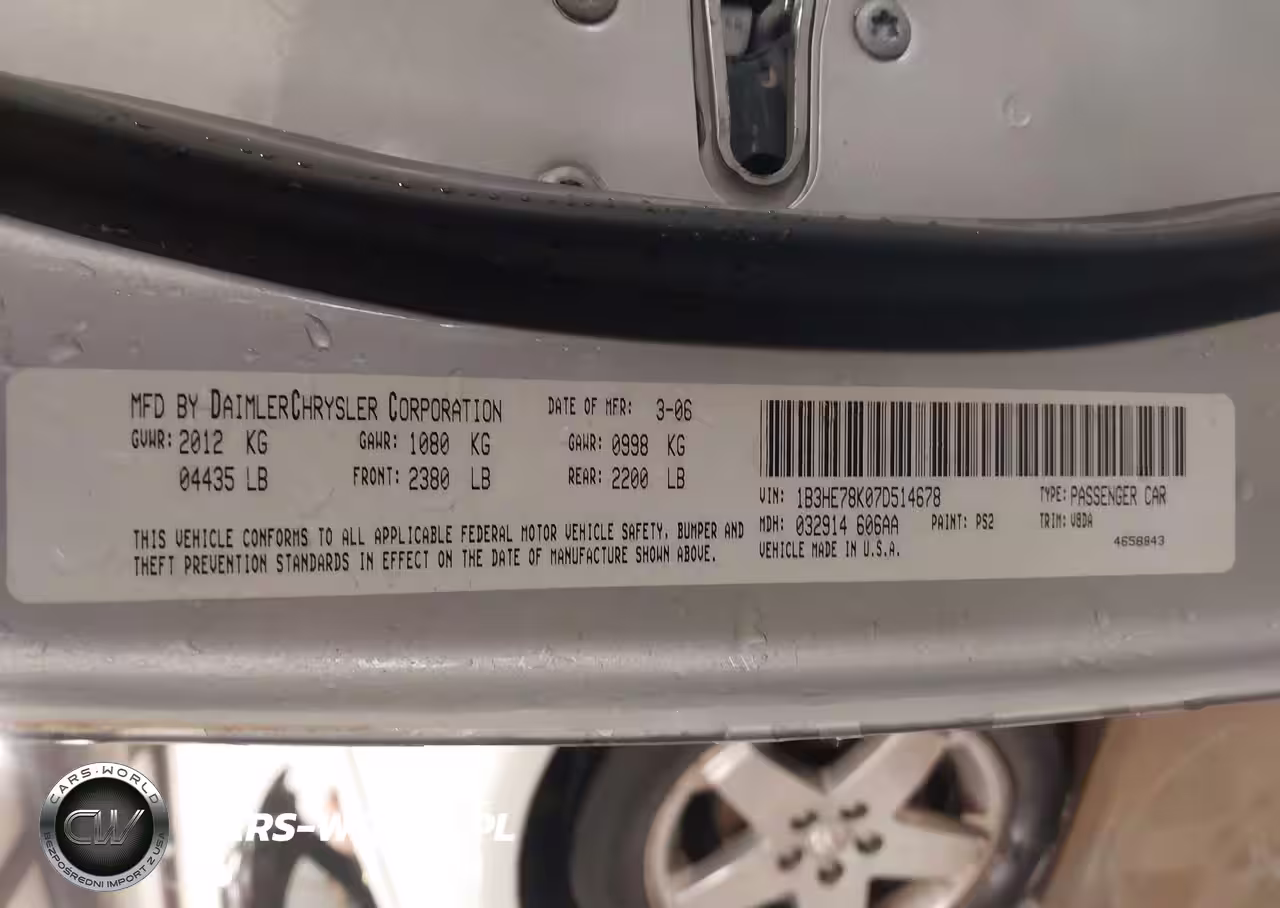 MFD BY DAIMLERCHRYSLER CORPORATION DATE OF MFR: 3-06
GVWR: 2012 KG GAWR: 1080 KG GAWR: 0998 KG
04435 LB FRONT: 2380 LB REAR: 2200 LB
THIS VEHICLE CONFORMS TO ALL APPLICABLE FEDERAL MOTOR VEHICLE SAFETY, BUMPER AND
THEFT PREVENTION STANDARDS IN EFFECT ON THE DATE OF MANUFACTURE SHOWN ABOVE.
VIN: 1B3HE78K07D514678 TYPE: PASSENGER CAR
MDH: 032914 606AA PAINT: PS2 TRIM: V8DA
VEHICLE MADE IN U.S.A. 4658843
CARS-WORLD
CW
BEZPOŚREDNI IMPORT Z USA